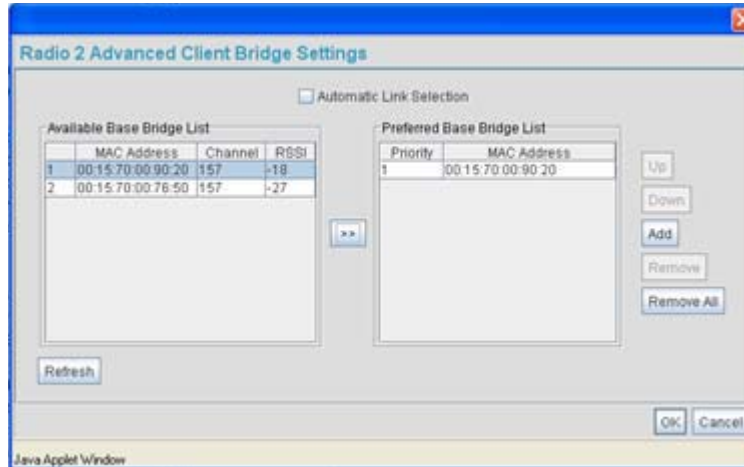 Radio 2 Advanced Client Bridge Settings
Automatic Link Selection
Available Base Bridge List
MAC Address Channel RSSI
1 00:15:70:00:90:20 157 -18
2 00:15:70:00:76:50 157 -27
>>
Preferred Base Bridge List
Priority MAC Address
1 00:15:70:00:90:20
Up
Down
Add
Remove
Remove All
Refresh
OK Cancel
Java Applet Window